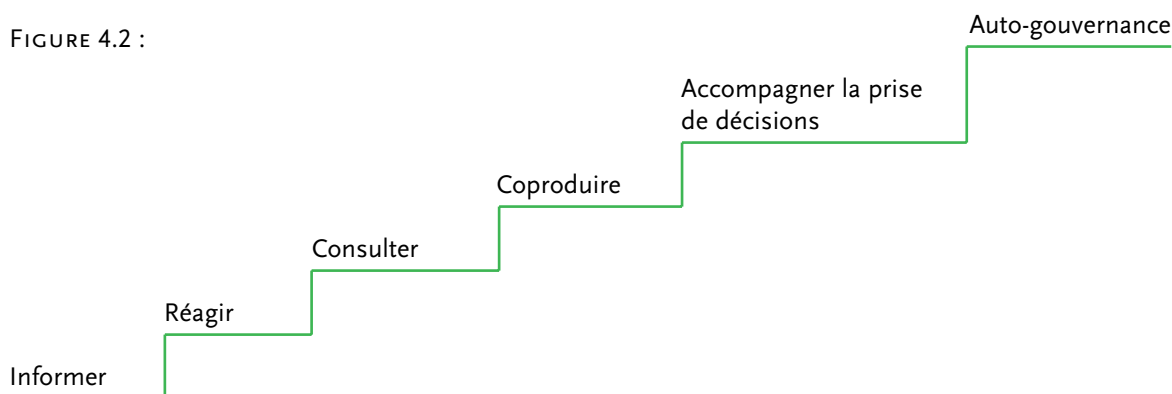 FIGURE 4.2 :
Auto-gouvernance
Accompagner la prise
de décisions
Coproduire
Consulter
Réagir
Informer